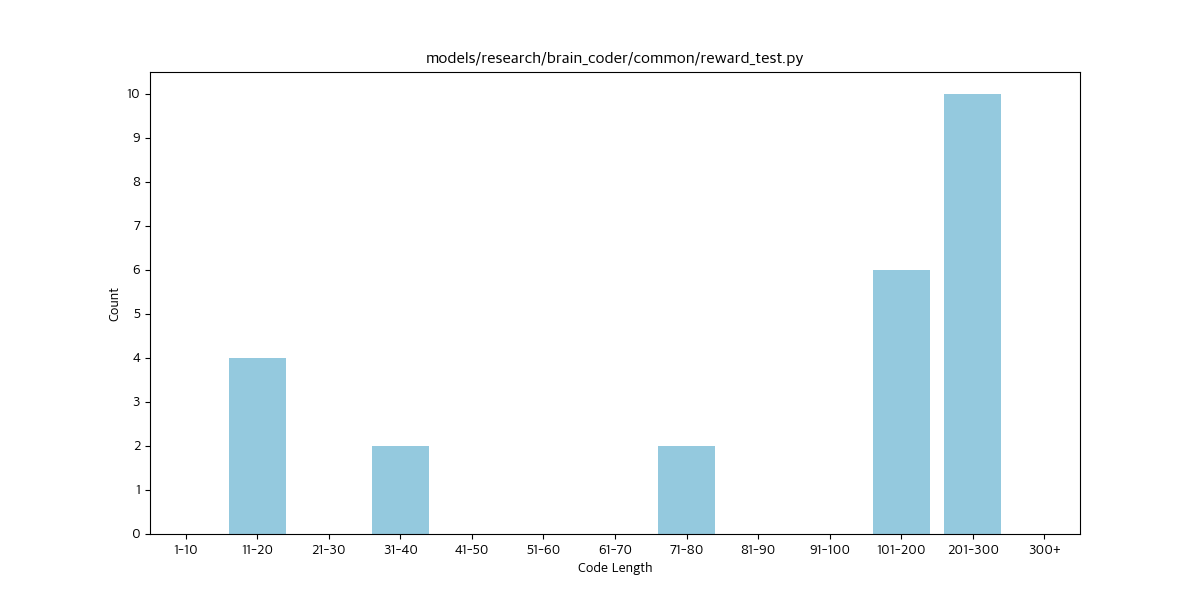 models/research/brain_coder/common/reward_test.py
10
9
8
7
6
5
4
3
2
1
0
Count
1-10 11-20 21-30 31-40 41-50 51-60 61-70 71-80 81-90 91-100 101-200 201-300 300+
Code Length